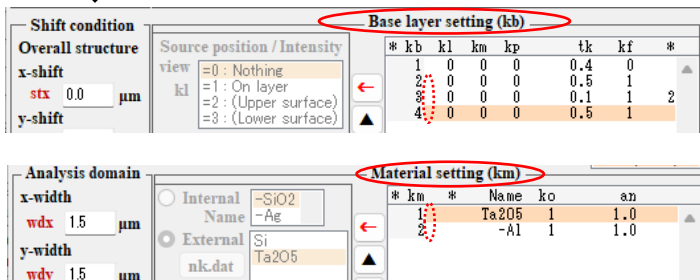 Shift condition
Overall structure
x-shift
stx 0.0 μm
y-shift
Source position / Intensity
view
kl
=0 : Nothing
=1 : On layer
=2 : (Upper surface)
=3 : (Lower surface)
←
▲
Base layer setting (kb)
* kb kl km kp tk kf *
1 0 0 0 0.4 0
2 0 0 0 0.5 1
3 0 0 0 0.1 1 2
4 0 0 0 0.5 1
Analysis domain
x-width
wdx 1.5 μm
y-width
wdy 1.5 μm
Internal
Name
-SiO2
-Ag
External
nk.dat
Si
Ta2O5
←
▲
Material setting (km)
* km * Name ko an
1 Ta2O5 1 1.0
2 -Al 1 1.0